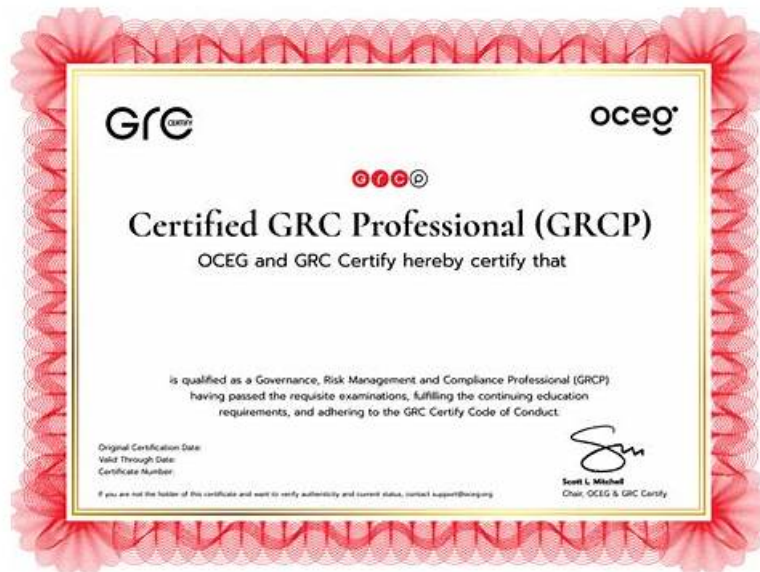 GRC CERTIFY
oceg
GRCP
Certified GRC Professional (GRCP)
OCEG and GRC Certify hereby certify that
is qualified as a Governance, Risk Management and Compliance Professional (GRCP)
having passed the requisite examinations, fulfilling the continuing education
requirements, and adhering to the GRC Certify Code of Conduct.
Original Certification Date:
Valid Through Date:
Certificate Number:
Scott L. Mitchell
Chair, OCEG & GRC Certify
If you are not the holder of this certificate and want to verify authenticity and current status, contact support@oceg.org